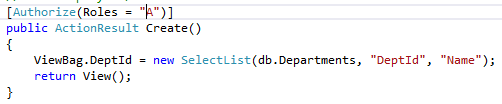 [Authorize(Roles = "A")]
public ActionResult Create()
{
ViewBag.DeptId = new SelectList(db.Departments, "DeptId", "Name");
return View();
}